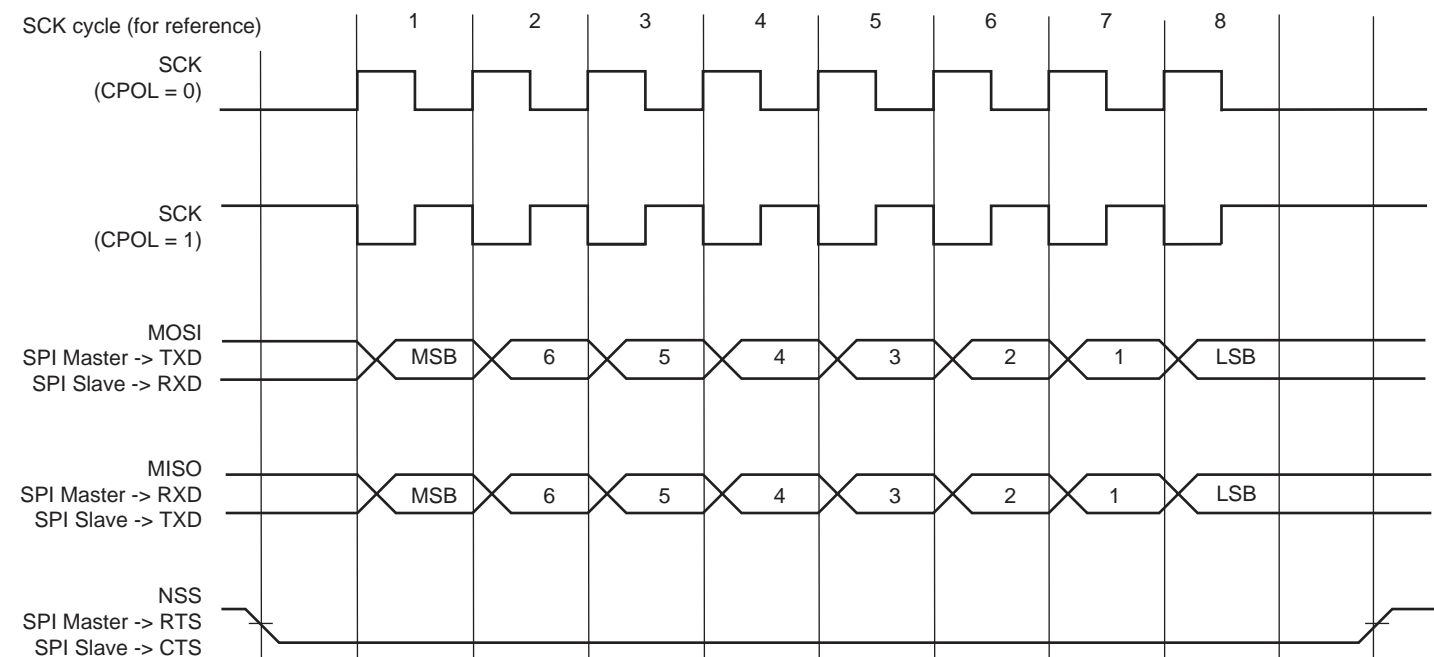 SCK cycle (for reference) 1 2 3 4 5 6 7 8
SCK
(CPOL = 0)
SCK
(CPOL = 1)
MOSI
SPI Master -> TXD
SPI Slave -> RXD
MSB 6 5 4 3 2 1 LSB
MISO
SPI Master -> RXD
SPI Slave -> TXD
MSB 6 5 4 3 2 1 LSB
NSS
SPI Master -> RTS
SPI Slave -> CTS